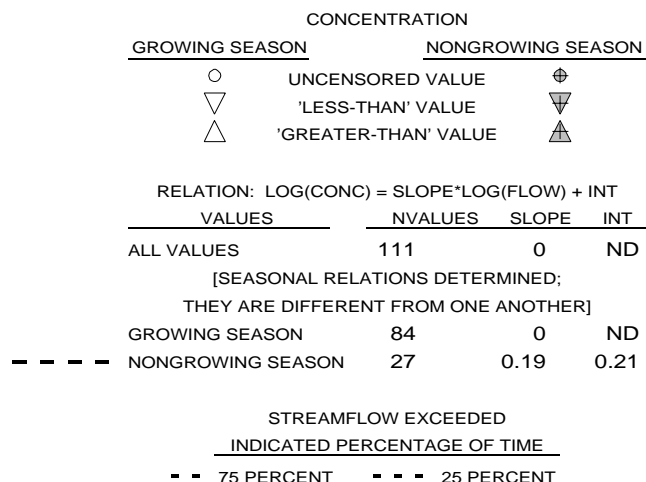 CONCENTRATION
GROWING SEASON NONGROWING SEASON
UNCENSORED VALUE
'LESS-THAN' VALUE
'GREATER-THAN' VALUE
RELATION: LOG(CONC) = SLOPE*LOG(FLOW) + INT
VALUES NVALUES SLOPE INT
ALL VALUES 111 0 ND
[SEASONAL RELATIONS DETERMINED;
THEY ARE DIFFERENT FROM ONE ANOTHER]
GROWING SEASON 84 0 ND
NONGROWING SEASON 27 0.19 0.21
STREAMFLOW EXCEEDED
INDICATED PERCENTAGE OF TIME
75 PERCENT 25 PERCENT